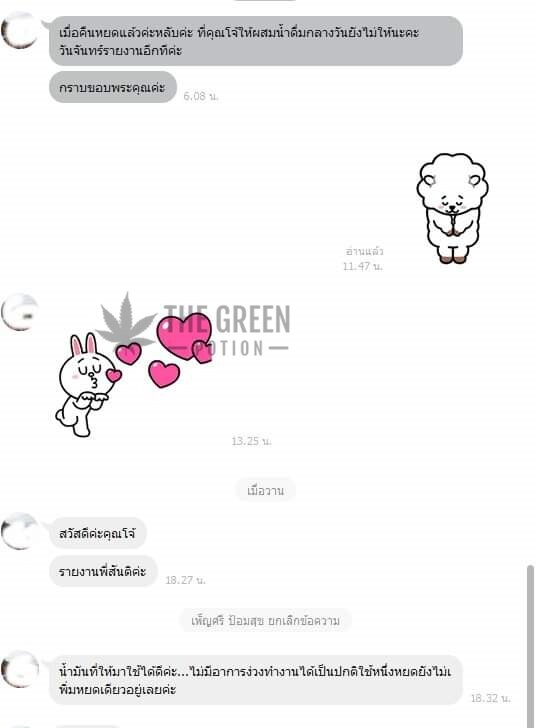 เมื่อคืนหยดแล้วค่ะหลับค่ะ ที่คุณโจ้ให้ผสมน้ำดื่มกลางวันยังไม่ให้นะคะ
วันจันทร์รายงานอีกทีค่ะ
กราบขอบพระคุณค่ะ
6.08 น.
อ่านแล้ว
11.47 น.
THE GREEN
POTION
13.25 น.
เมื่อวาน
สวัสดีค่ะคุณโจ้
รายงานพี่สันติค่ะ
18.27 น.
เพ็ญศรี ป้อมสุข ยกเลิกข้อความ
น้ำมันที่ให้มาใช้ได้ดีค่ะ...ไม่มีอาการง่วงทำงานได้เป็นปกติใช้หนึ่งหยดยังไม่เ
พิ่มหยดเดียวอยู่เลยค่ะ
18.32 น.